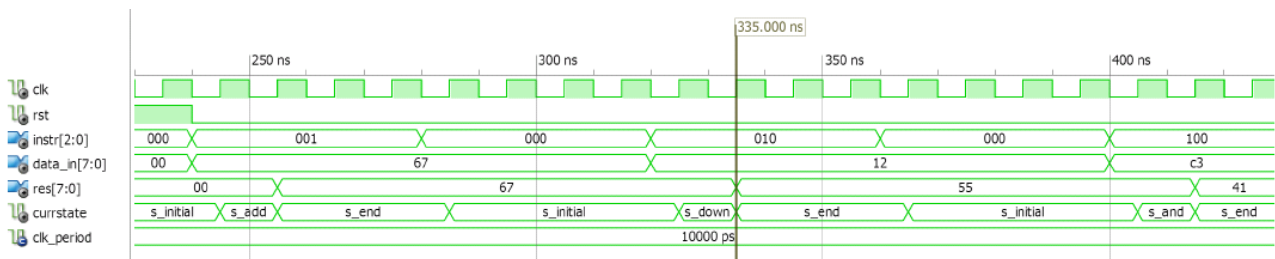 335.000 ns
250 ns 300 ns 350 ns 400 ns
clk
rst
instr[2:0] 000 001 000 010 000 100
data_in[7:0] 00 67 12 c3
res[7:0] 00 67 55 41
currstate s_initial s_add s_end s_initial s_down s_end s_initial s_and s_end
clk_period 10000 ps